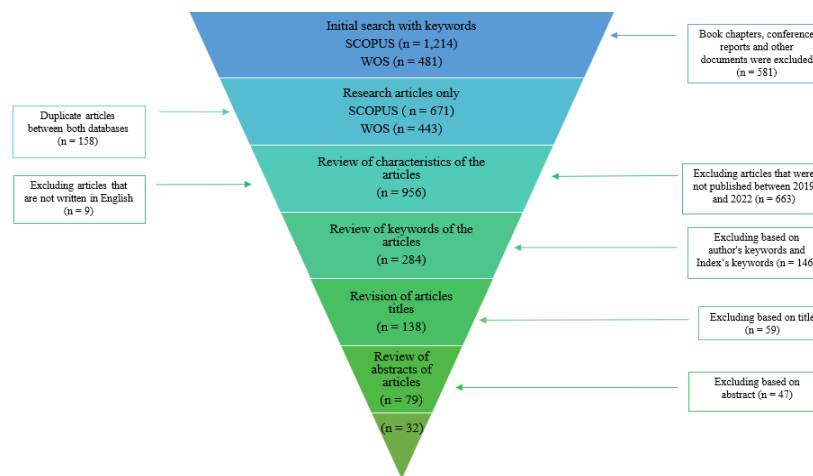 Initial search with keywords
SCOPUS (n = 1,214)
WOS (n = 481)
Book chapters, conference
reports and other
documents were excluded
(n = 581)
Research articles only
SCOPUS ( n = 671)
WOS (n = 443)
Duplicate articles
between both databases
(n = 158)
Review of characteristics of the
articles
(n = 956)
Excluding articles that
are not written in English
(n = 9)
Excluding articles that were
not published between 2019
and 2022 (n = 663)
Review of keywords of the
articles
(n = 284)
Excluding based on
author's keywords and
Index's keywords (n = 146
Revision of articles
titles
(n = 138)
Excluding based on title
(n = 59)
Review of
abstracts of
articles
(n = 79)
Excluding based on
abstract (n = 47)
(n = 32)